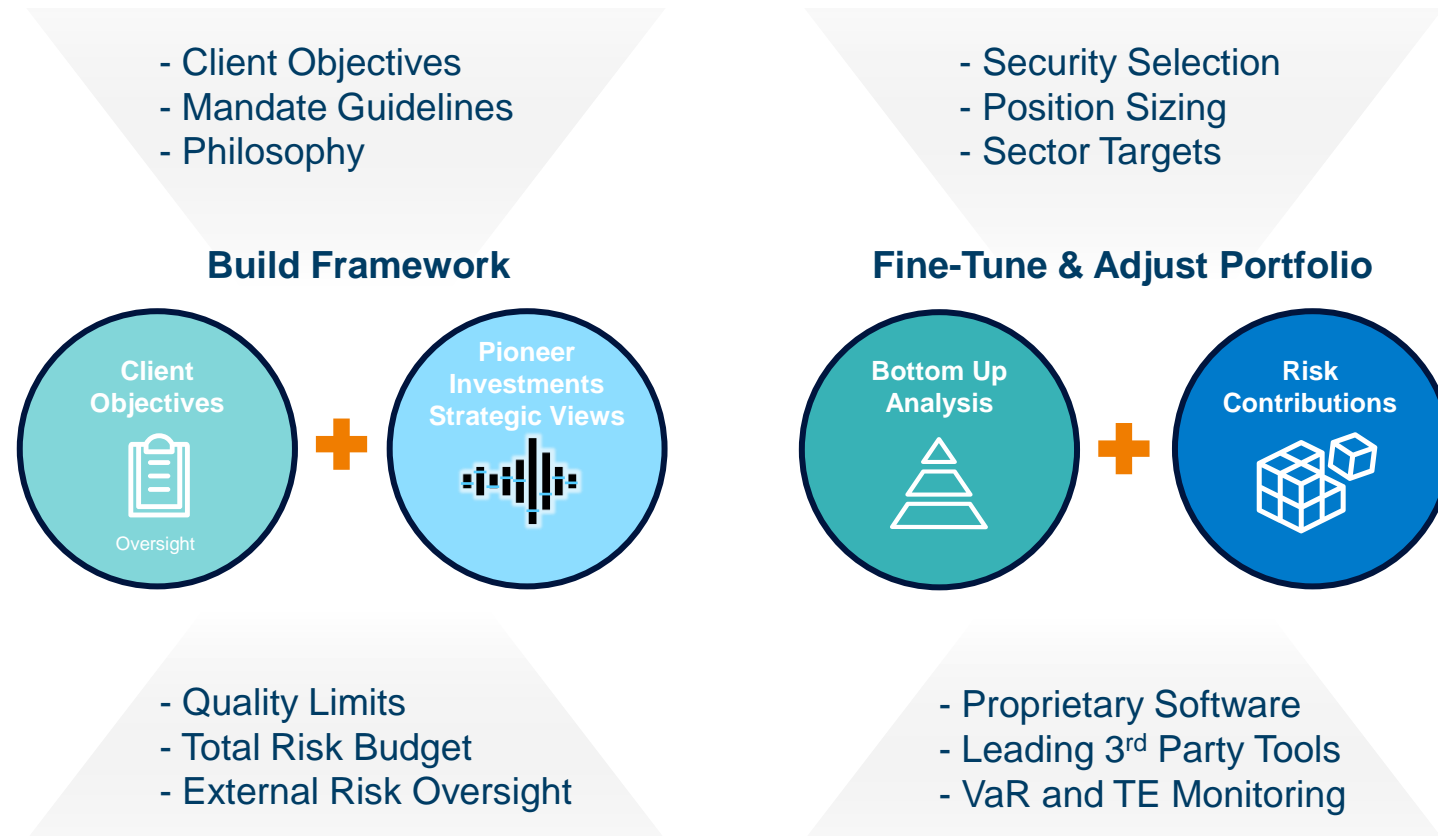 - Client Objectives
- Mandate Guidelines
- Philosophy
Build Framework
Client
Objectives
Oversight
Pioneer
Investments
Strategic Views
- Quality Limits
- Total Risk Budget
- External Risk Oversight
- Security Selection
- Position Sizing
- Sector Targets
Fine-Tune & Adjust Portfolio
Bottom Up
Analysis
Risk
Contributions
- Proprietary Software
- Leading 3rd Party Tools
- VaR and TE Monitoring